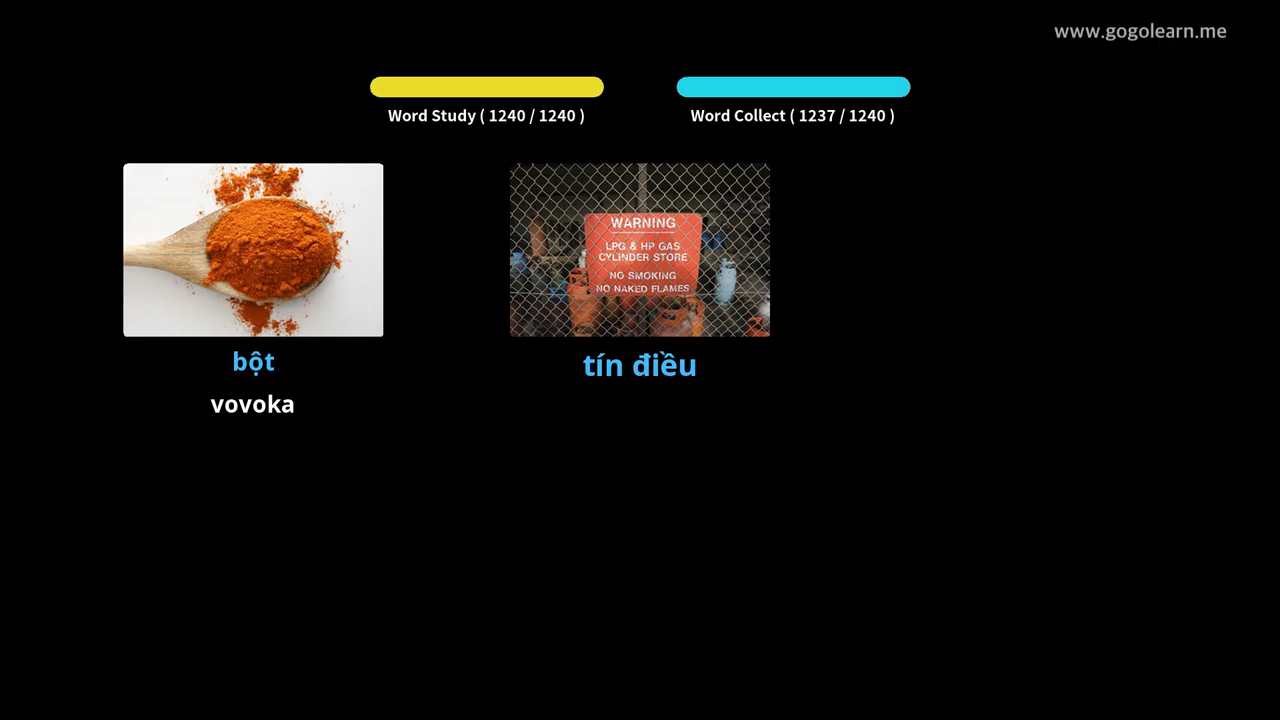 www.gogolearn.me
Word Study ( 1240 / 1240 )
Word Collect ( 1237 / 1240 )
WARNING
LPG & HP GAS
CYLINDER STORE
NO SMOKING
NO NAKED FLAMES
bột
vovoka
tín điều